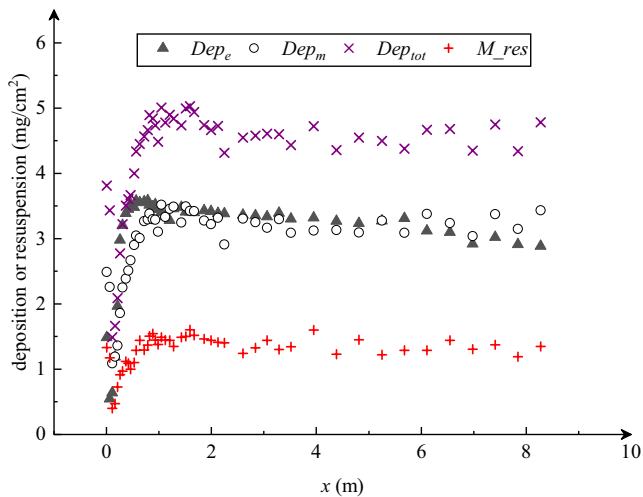 Dep_e Dep_m Dep_tot M_res
deposition or resuspension (mg/cm²)
6
5
4
3
2
1
0
0 2 4 6 8 10
x (m)